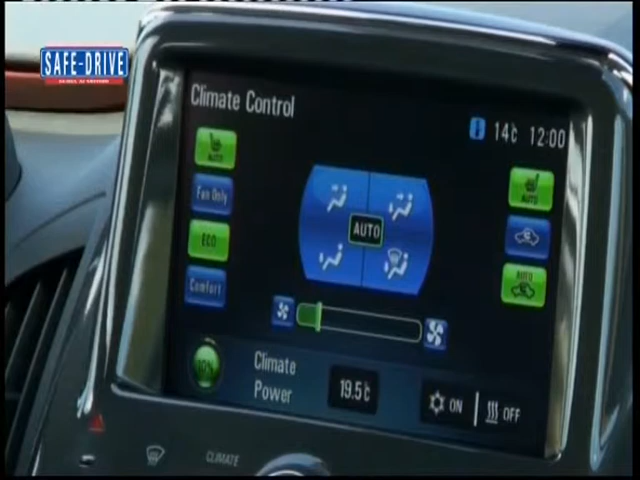 SAFE-DRIVE
Climate Control
14c 12:00
AUTO
Fan Only
ECO
Comfort
AUTO
AUTO
AUTO
Climate
Power
19.5c
ON
OFF
CLIMATE